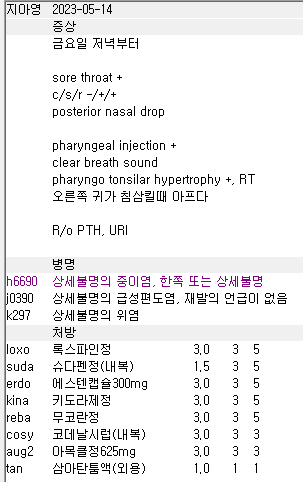 지아영 2023-05-14
증상
금요일 저녁부터
sore throat +
c/s/r -/+/+
posterior nasal drop
pharyngeal injection +
clear breath sound
pharyngo tonsilar hypertrophy +, RT
오른쪽 귀가 침삼킬때 아프다
R/o PTH, URI
병명
h6690 상세불명의 중이염, 한쪽 또는 상세불명
j0390 상세불명의 급성편도염, 재발의 언급이 없음
k297 상세불명의 위염
처방
loxo 록스파인정 3.0 3 5
suda 슈다펜정(내복) 1.5 3 5
erdo 에스텐캡슐300mg 3.0 3 5
kina 키도라제정 3.0 3 5
reba 무코란정 3.0 3 5
cosy 코데날시럽(내복) 3.0 3 3
aug2 아목클정625mg 3.0 3 3
tan 삼아탄툼액(외용) 1.0 1 1